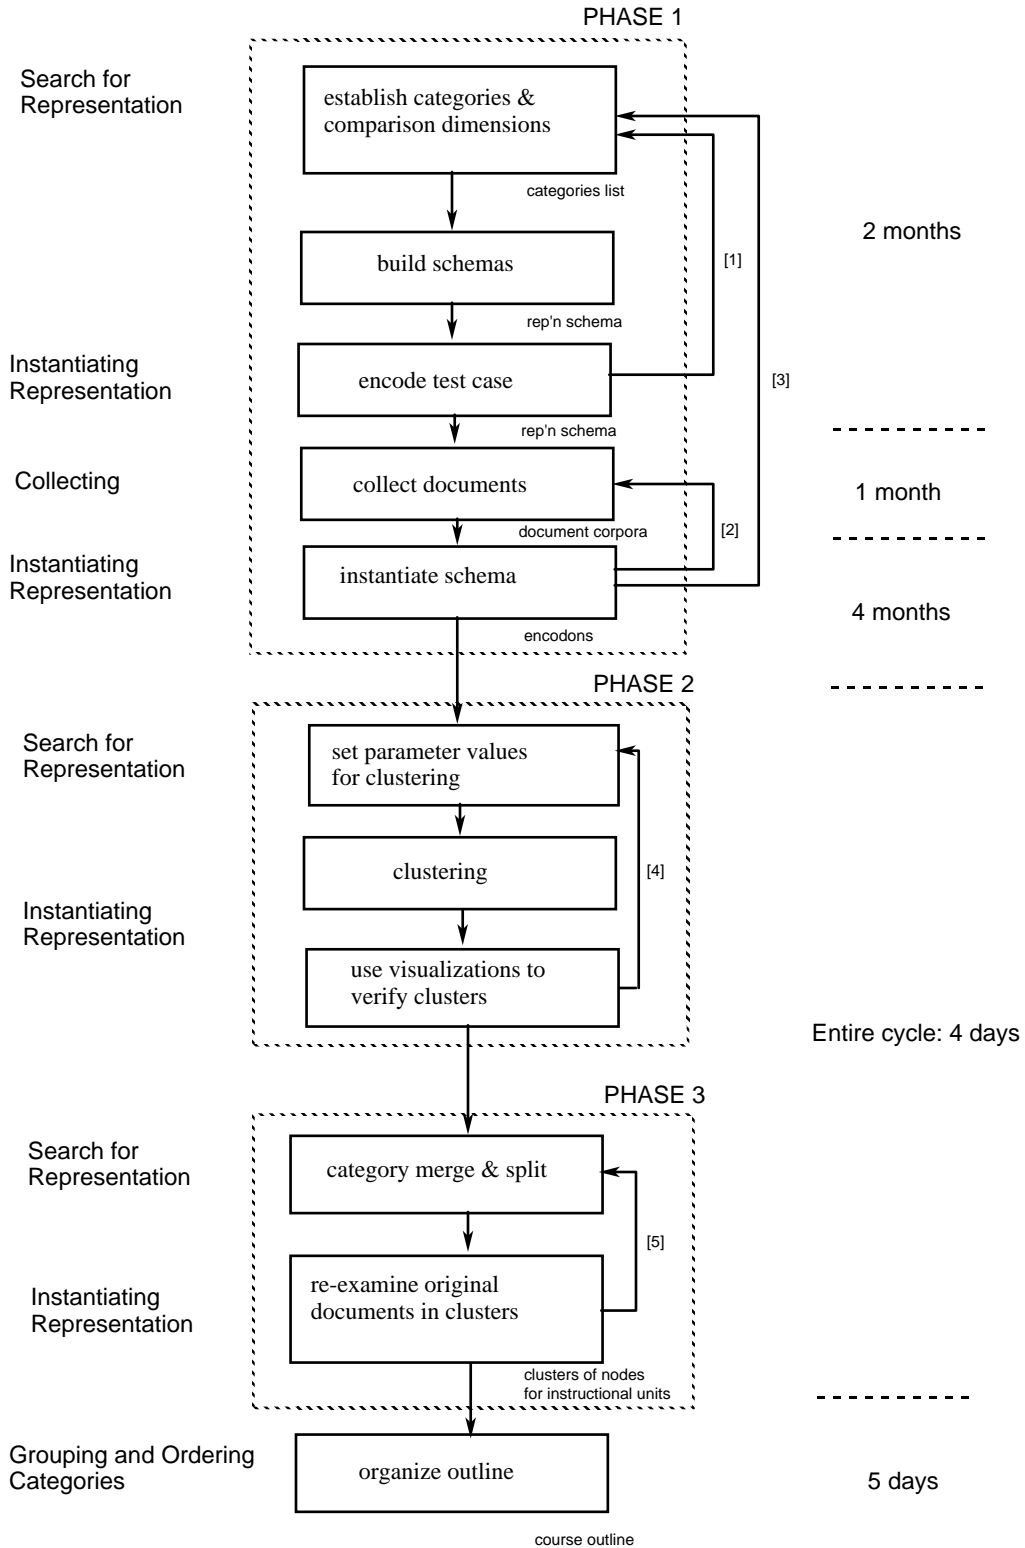 PHASE 1
Search for
Representation
establish categories &
comparison dimensions
categories list
2 months
build schemas
[1]
rep'n schema
Instantiating
Representation
encode test case
[3]
rep'n schema
Collecting
collect documents
1 month
document corpora
[2]
Instantiating
Representation
instantiate schema
4 months
encodons
PHASE 2
Search for
Representation
set parameter values
for clustering
clustering
[4]
Instantiating
Representation
use visualizations to
verify clusters
Entire cycle: 4 days
PHASE 3
Search for
Representation
category merge & split
[5]
Instantiating
Representation
re-examine original
documents in clusters
clusters of nodes
for instructional units
Grouping and Ordering
Categories
organize outline
5 days
course outline